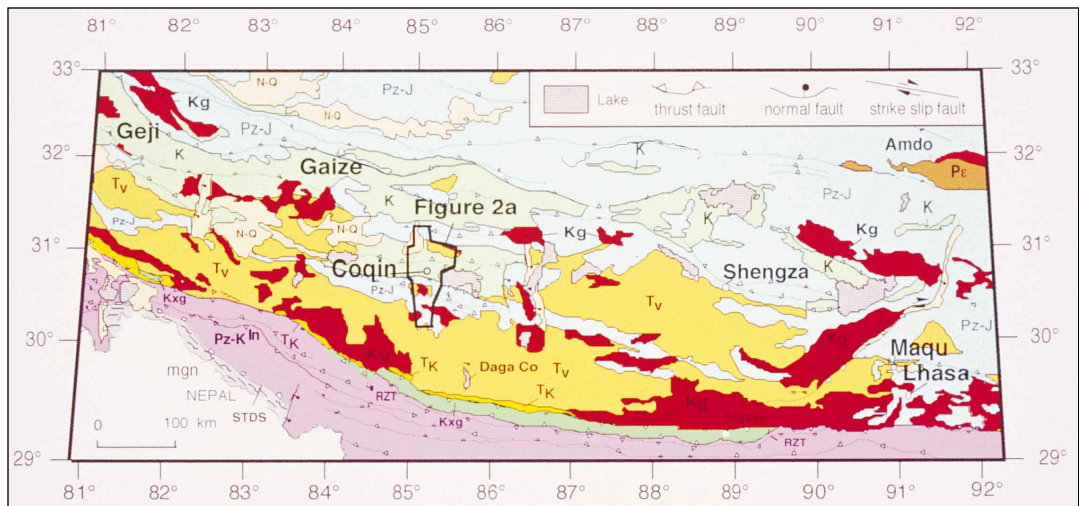 81° 82° 83° 84° 85° 86° 87° 88° 89° 90° 91° 92°
33° 33°
N-Q
Pz-J
Kg
N-Q
Pz-J
Lake thrust fault normal fault strike slip fault
Geji
N-Q
Amdo
32° 32°
K
K
Gaize
Pε
Tv
K
Pz-J
Figure 2a
K
K
Pz-J
N-Q
N-Q
Kg
Kg
31° 31°
Coqin
Shengza
K
Tv
Pz-J
Kxg
Tv
Pz-K In
TK
Kg
Pz-J
30° 30°
Kg
Maqu
mgn
TK
Daga Co
Tv
Lhasa
NEPAL
RZT
TK
Kg
STDS
Kxg
0 100 km
RZT
29° 29°
81° 82° 83° 84° 85° 86° 87° 88° 89° 90° 91° 92°